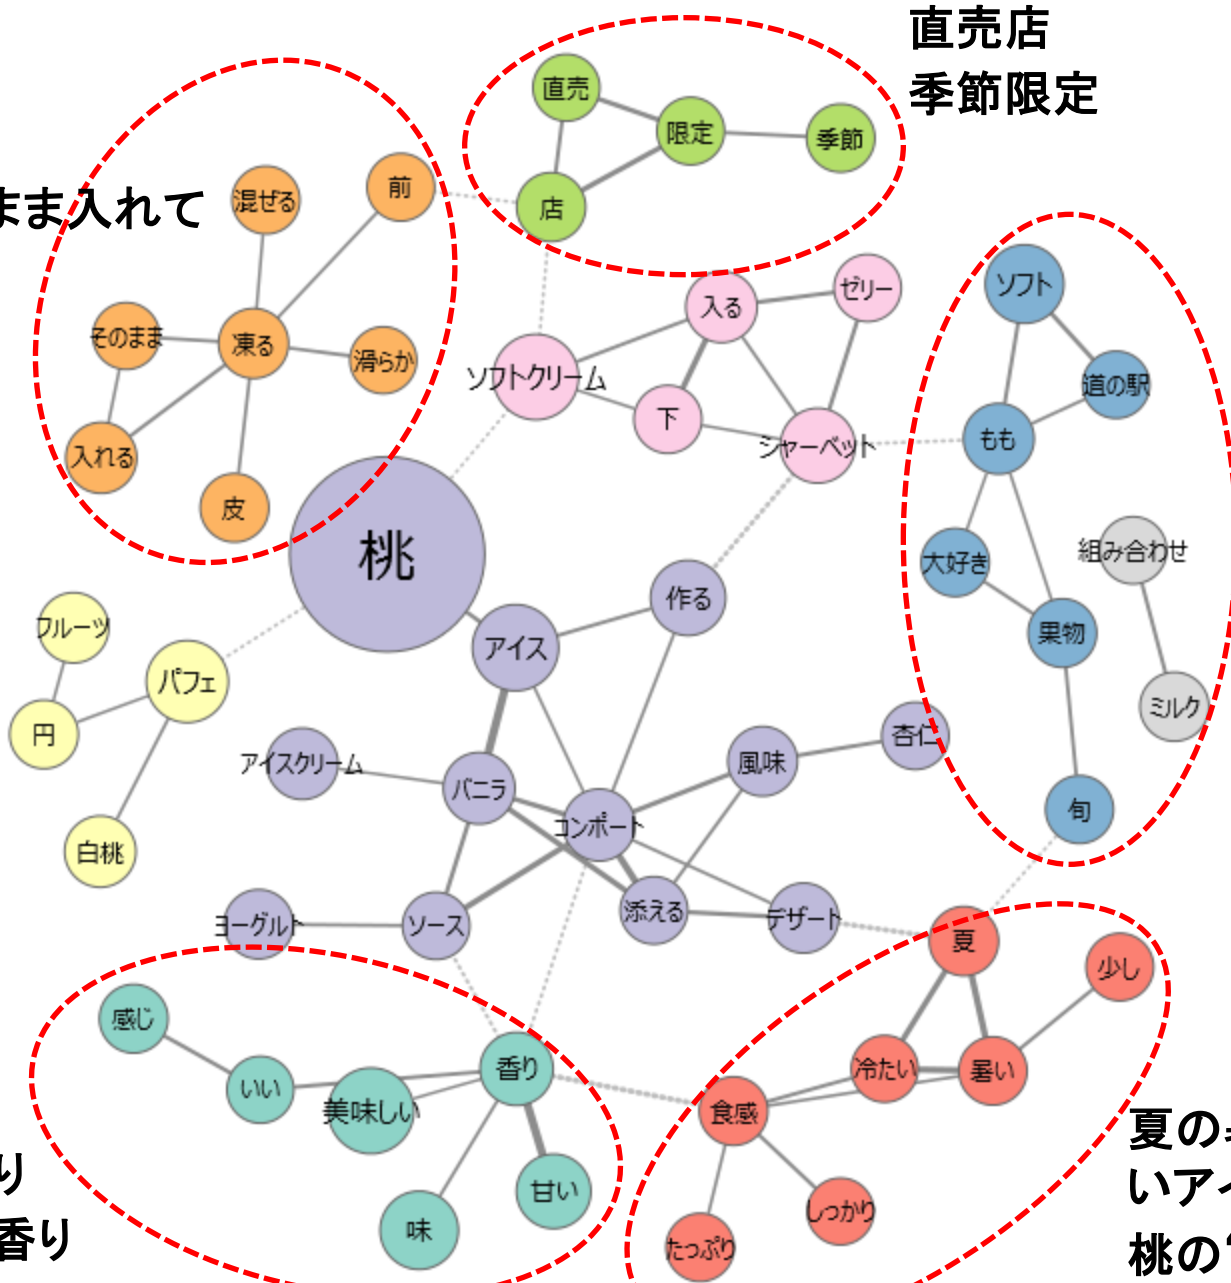 直売店
季節限定
直売
限定
季節
店
まま入れて
混ぜる
前
そのまま
凍る
滑らか
入れる
皮
入る
ゼリー
ソフトクリーム
下
シャーベット
ソフト
道の駅
もも
大好き
果物
旬
組み合わせ
ミルク
桃
アイス
作る
フルーツ
パフェ
円
白桃
アイスクリーム
バニラ
コンポート
風味
杏仁
ヨーグルト
ソース
添える
デザート
夏
少し
冷たい
暑い
食感
しっかり
たっぷり
感じ
いい
美味しい
香り
味
甘い
り
香り
夏の
いアイ
桃の